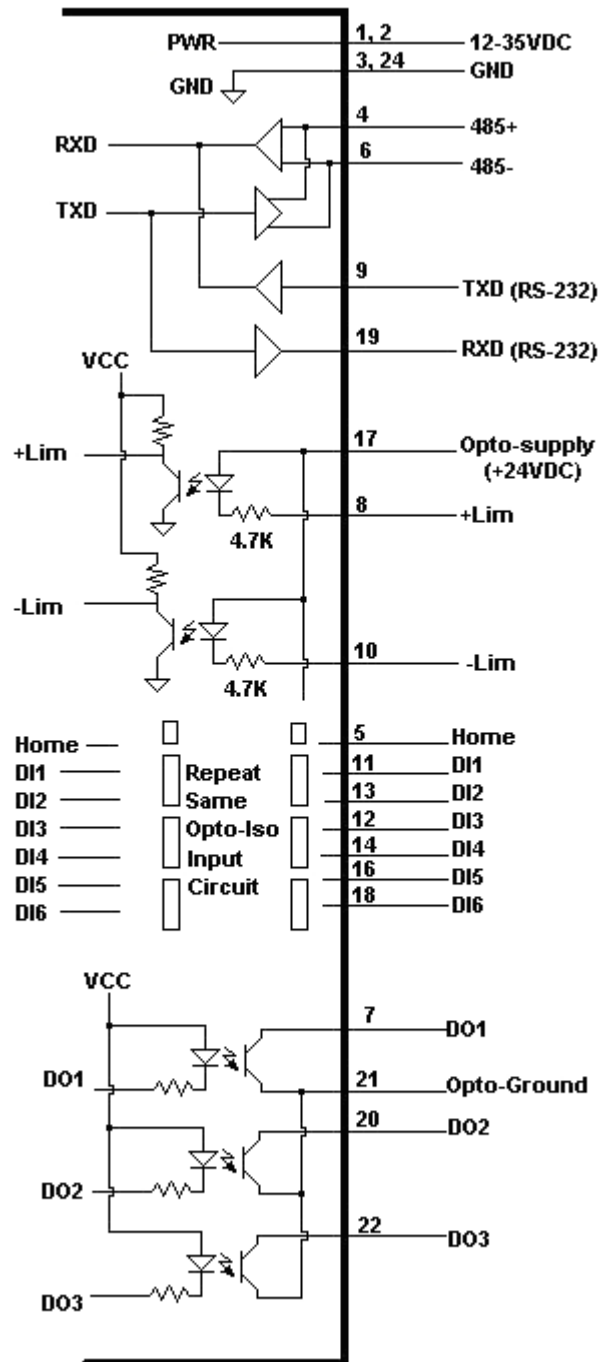 PWR 1, 2 12-35VDC
GND 3, 24 GND
4 485+
RXD 6 485-
TXD
9 TXD (RS-232)
19 RXD (RS-232)
VCC
+Lim 17 Opto-supply
(+24VDC)
8 +Lim
4.7K
-Lim
10 -Lim
4.7K
Home 5 Home
DI1 Repeat 11 DI1
DI2 Same 13 DI2
DI3 Opto-Iso 12 DI3
DI4 Input 14 DI4
DI5 Circuit 16 DI5
DI6 18 DI6
VCC
7 DO1
DO1 21 Opto-Ground
20 DO2
DO2
22 DO3
DO3